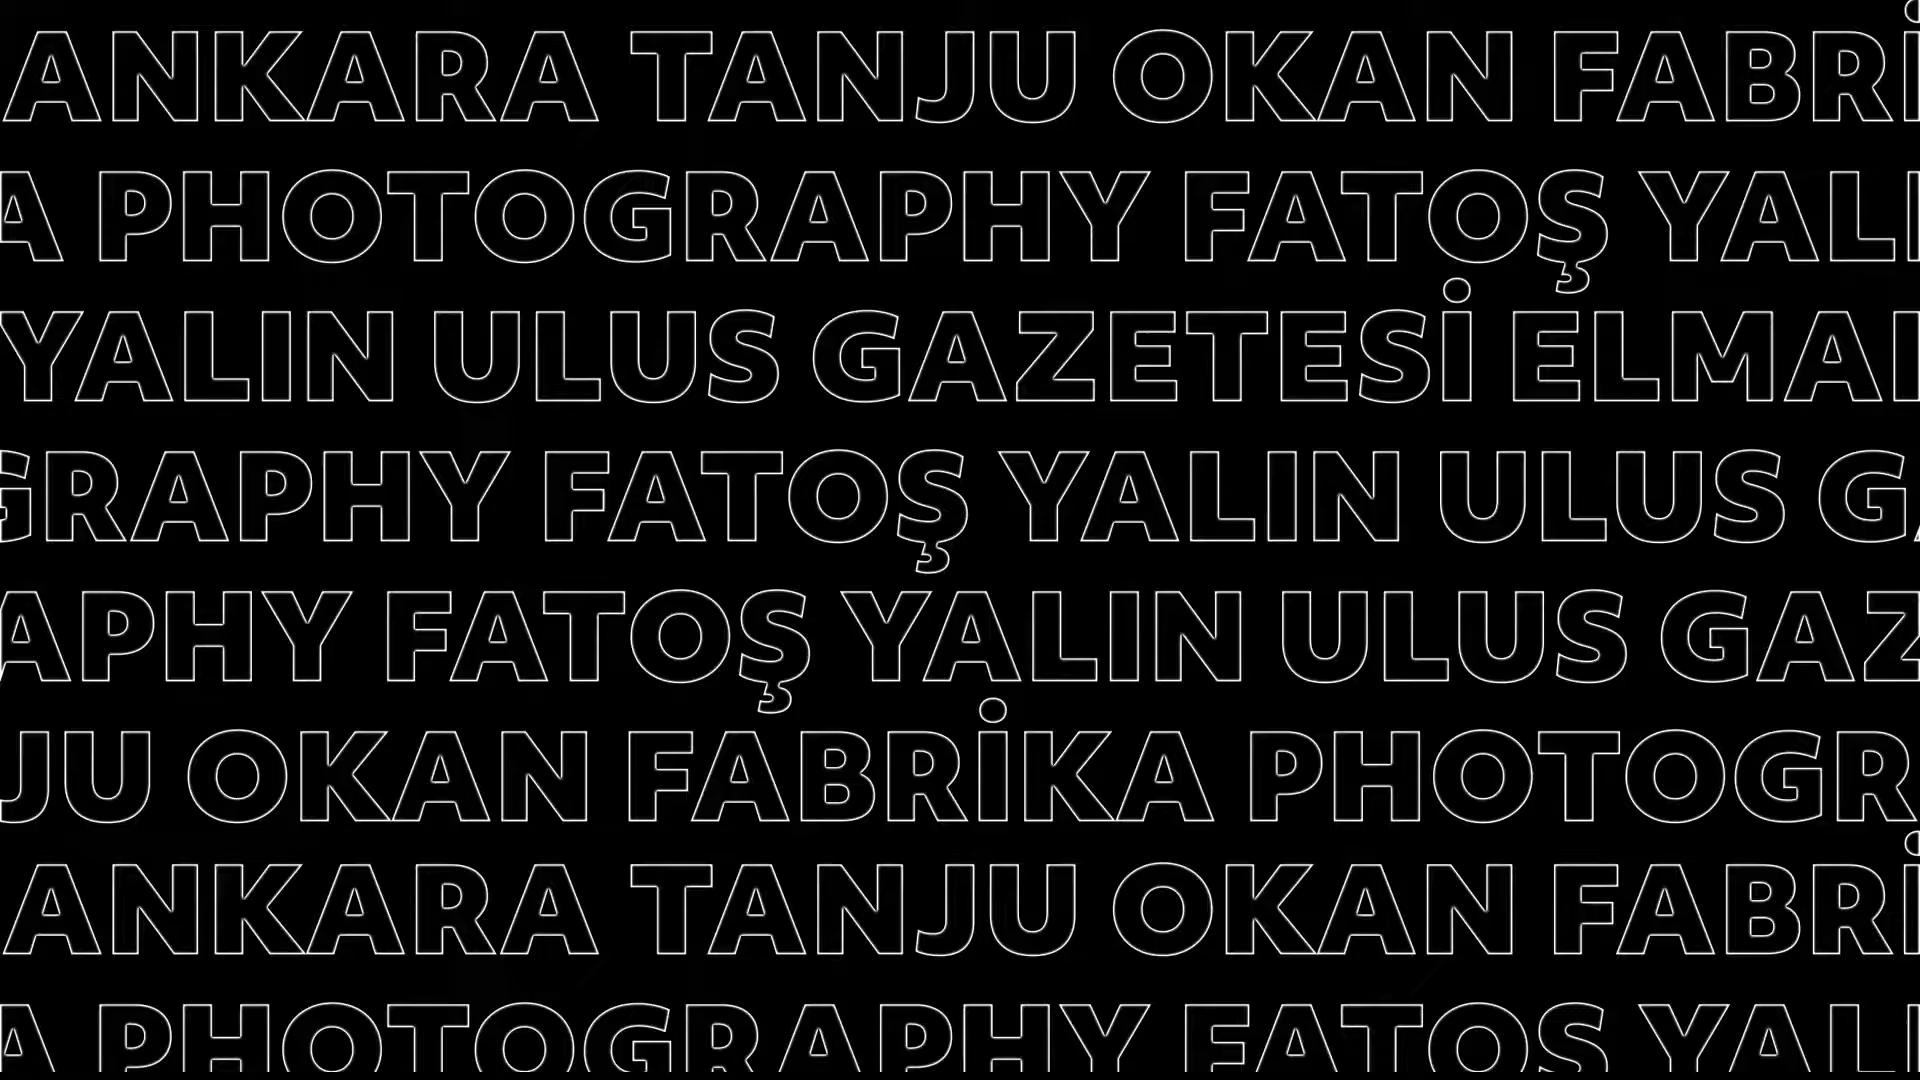 ANKARA TANJU OKAN FABRİ
A PHOTOGRAPHY FATOŞ YALI
YALIN ULUS GAZETESİ ELMA
GRAPHY FATOŞ YALIN ULUS GA
APHY FATOŞ YALIN ULUS GAZ
JU OKAN FABRİKA PHOTOGR
ANKARA TANJU OKAN FABRİ
A PHOTOGRAPHY FATOŞ YALI